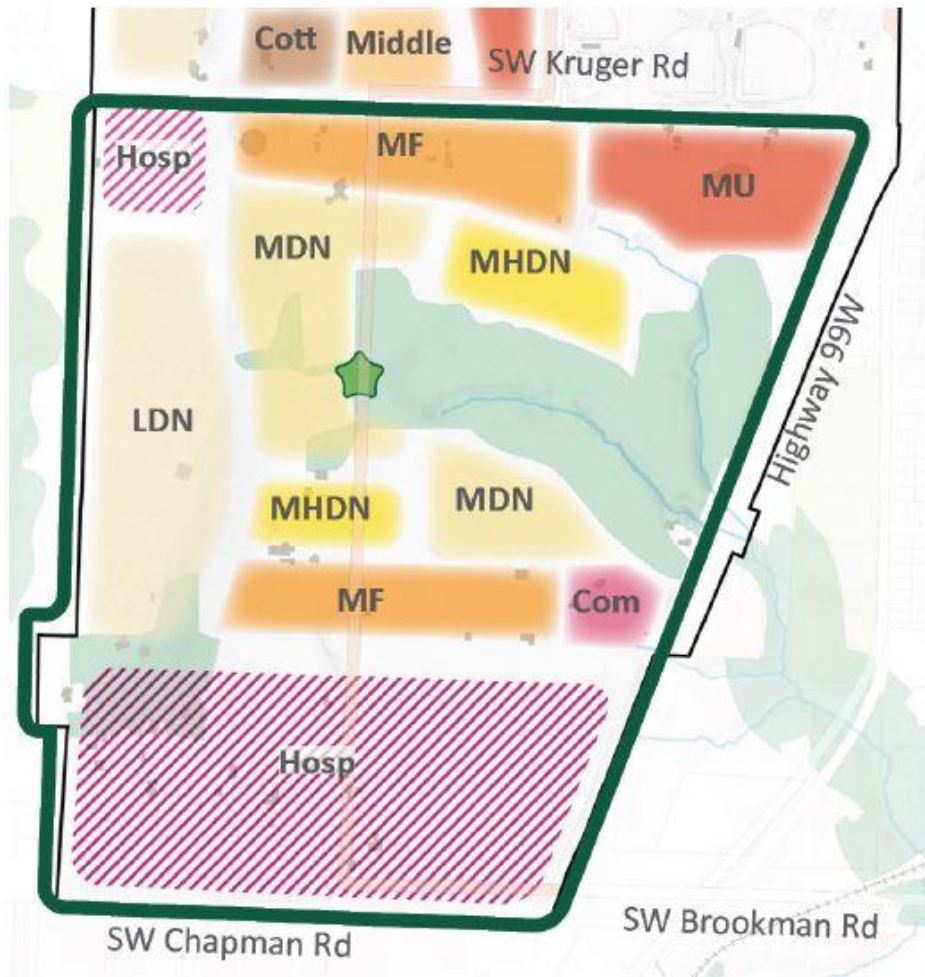 Cott
Middle
SW Kruger Rd
Hosp
MF
MU
MDN
MHDN
Highway 99W
LDN
MHDN
MDN
MF
Com
Hosp
SW Chapman Rd
SW Brookman Rd